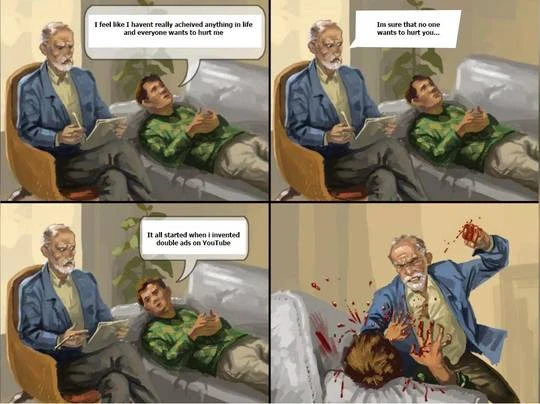 I feel like I havent really acheived anything in life
and everyone wants to hurt me
Im sure that no one
wants to hurt you...
It all started when i invented
double ads on YouTube